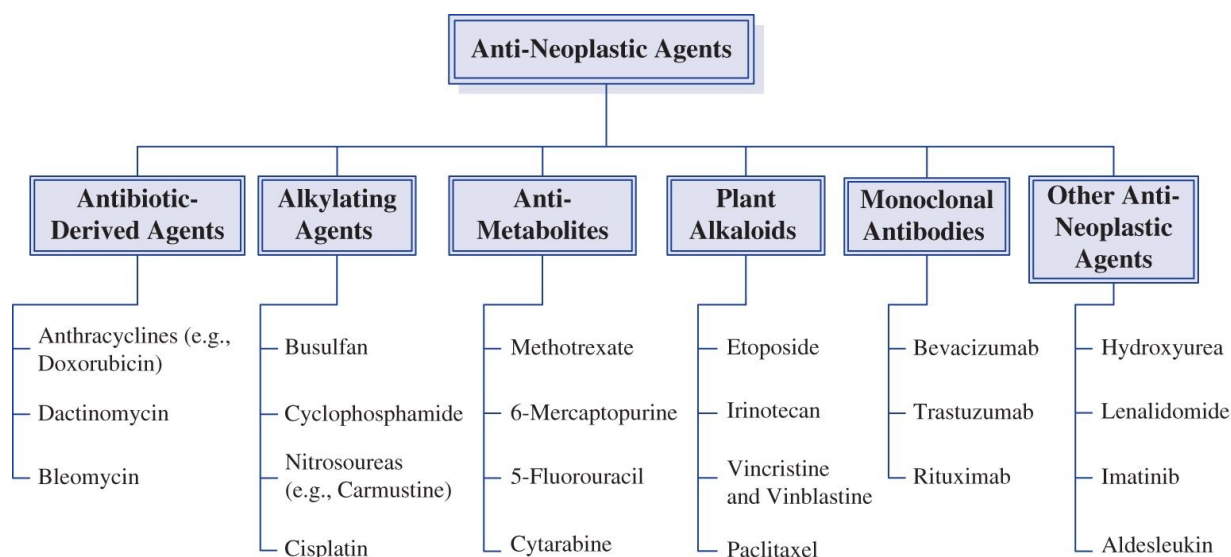 Anti-Neoplastic Agents
Antibiotic-
Derived Agents
Anthracyclines (e.g.,
Doxorubicin)
Dactinomycin
Bleomycin
Alkylating
Agents
Busulfan
Cyclophosphamide
Nitrosoureas
(e.g., Carmustine)
Cisplatin
Anti-
Metabolites
Methotrexate
6-Mercaptopurine
5-Fluorouracil
Cytarabine
Plant
Alkaloids
Etoposide
Irinotecan
Vincristine
and Vinblastine
Paclitaxel
Monoclonal
Antibodies
Bevacizumab
Trastuzumab
Rituximab
Other Anti-
Neoplastic
Agents
Hydroxyurea
Lenalidomide
Imatinib
Aldesleukin